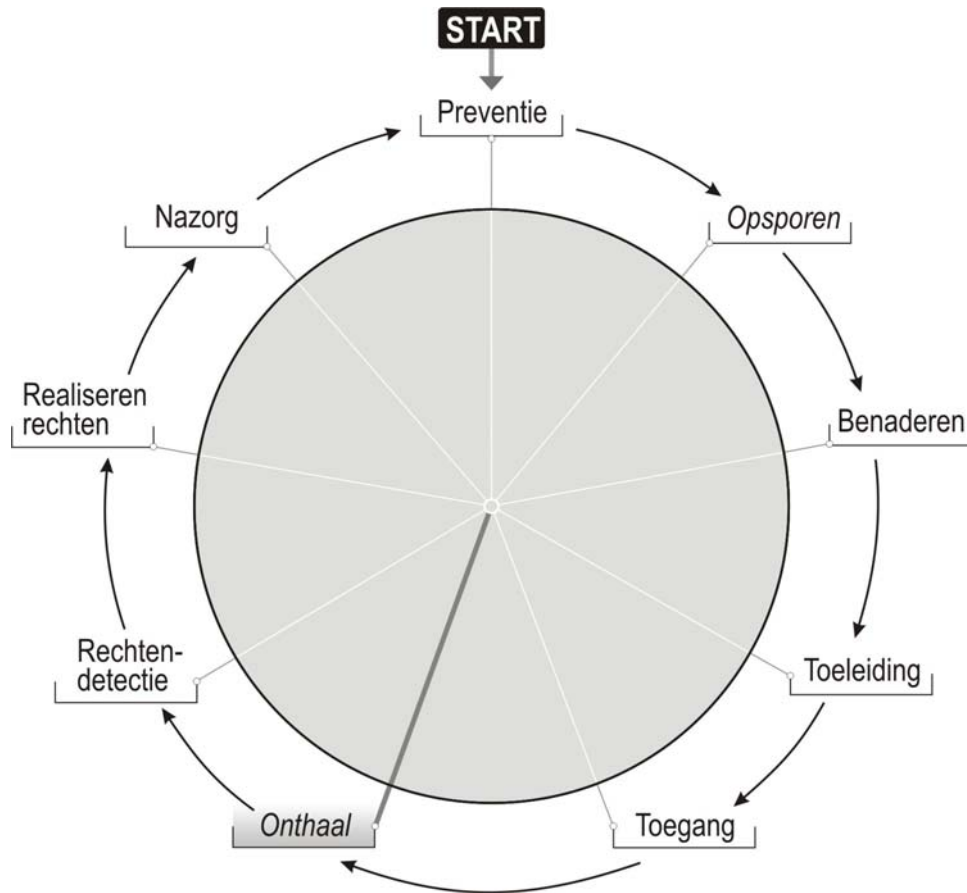 START
Preventie
Opsporen
Benaderen
Toeleiding
Toegang
Onthaal
Rechten-
detectie
Realiseren
rechten
Nazorg